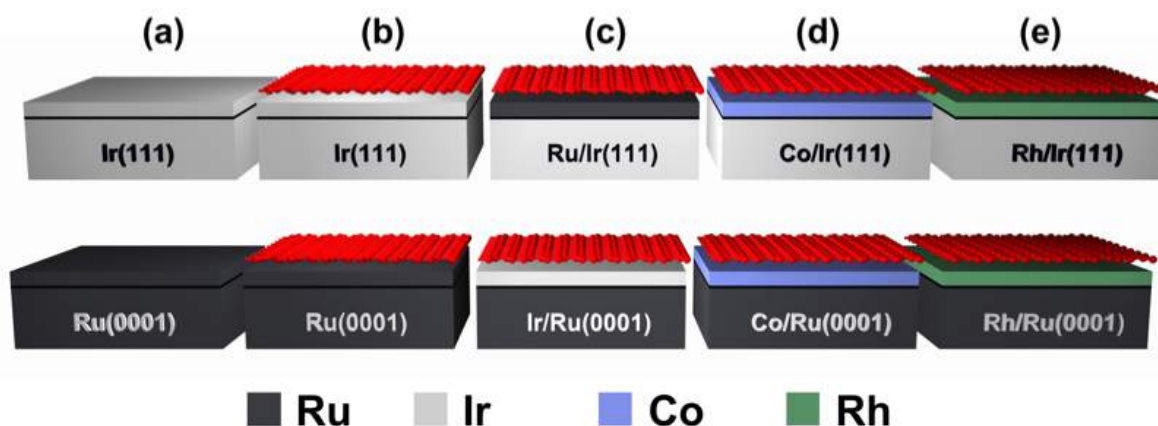 (a) (b) (c) (d) (e)
Ir(111) Ir(111) Ru/Ir(111) Co/Ir(111) Rh/Ir(111)
Ru(0001) Ru(0001) Ir/Ru(0001) Co/Ru(0001) Rh/Ru(0001)
Ru Ir Co Rh